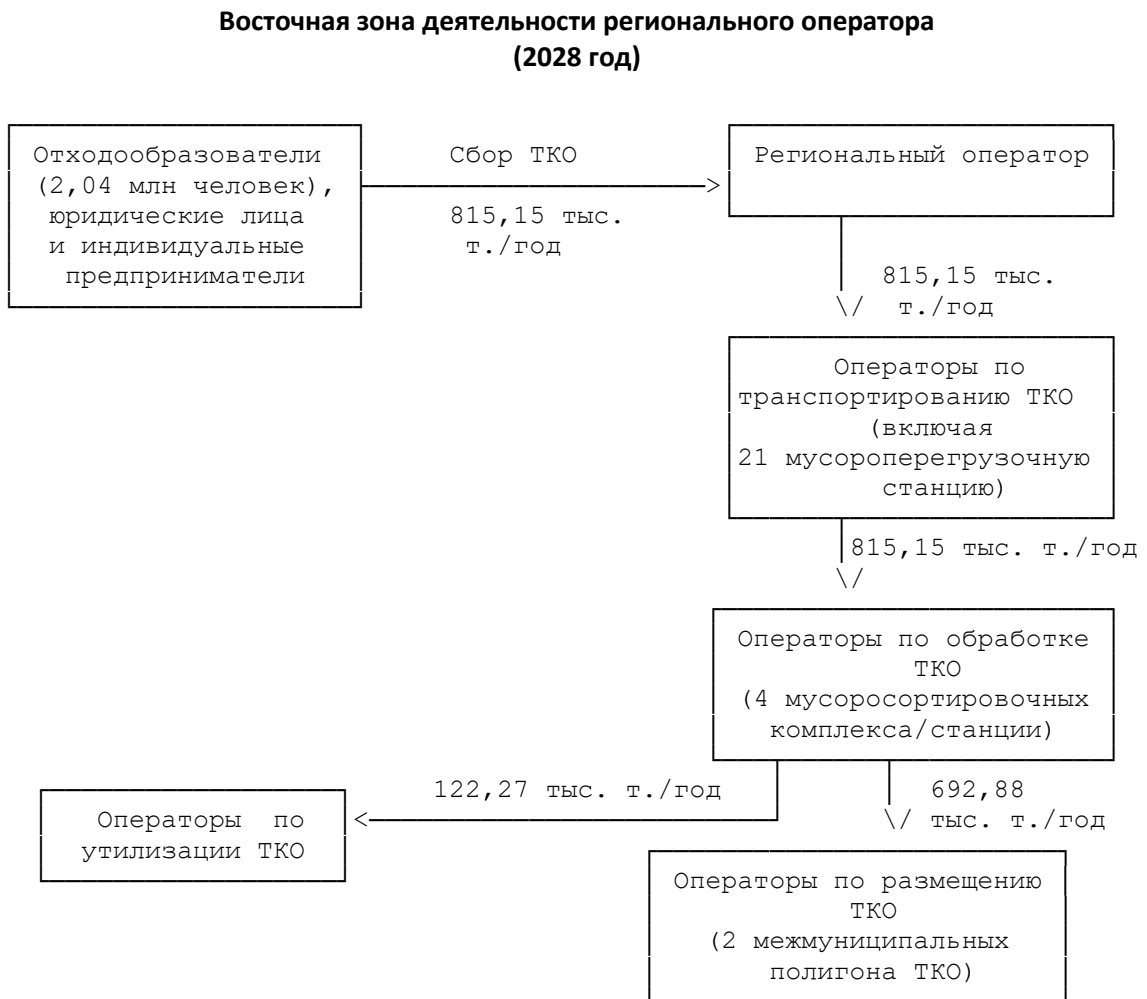 Восточная зона деятельности регионального оператора
(2028 год)
Отходообразователи
(2,04 млн человек),
юридические лица
и индивидуальные
предприниматели
Сбор ТКО
815,15 тыс.
т./год
Региональный оператор
815,15 тыс.
т./год
Операторы по
транспортированию ТКО
(включая
21 мусороперегрузочную
станцию)
815,15 тыс. т./год
Операторы по обработке
ТКО
(4 мусоросортировочных
комплекса/станции)
122,27 тыс. т./год
692,88
тыс. т./год
Операторы по
утилизации ТКО
Операторы по размещению
ТКО
(2 межмуниципальных
полигона ТКО)